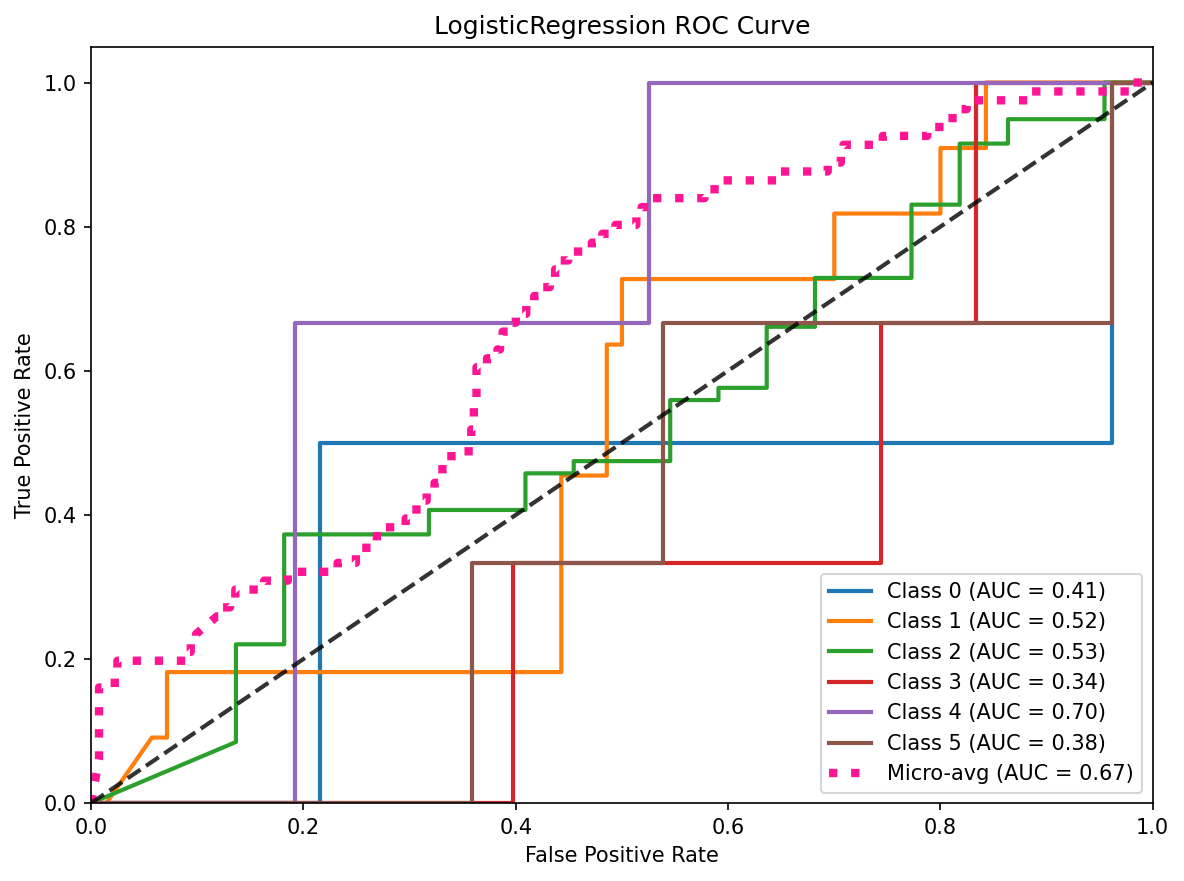 LogisticRegression ROC Curve
True Positive Rate
1.0
0.8
0.6
0.4
0.2
0.0
0.0 0.2 0.4 0.6 0.8 1.0
False Positive Rate
Class 0 (AUC = 0.41)
Class 1 (AUC = 0.52)
Class 2 (AUC = 0.53)
Class 3 (AUC = 0.34)
Class 4 (AUC = 0.70)
Class 5 (AUC = 0.38)
Micro-avg (AUC = 0.67)